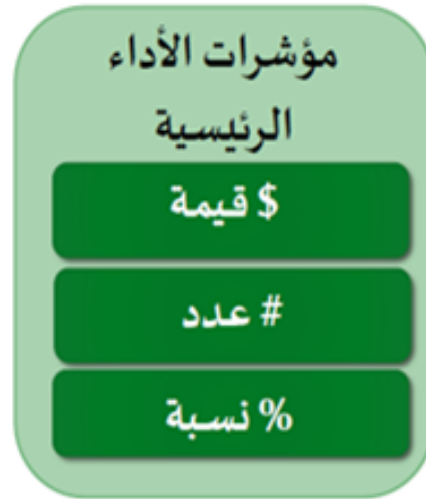 مؤشرات الأداء
الرئيسية
$ قيمة
# عدد
% نسبة